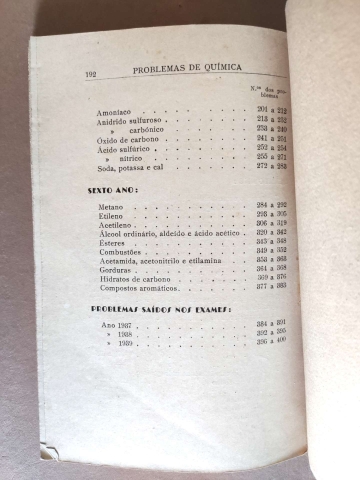 192 PROBLEMAS DE QUÍMICA
N.os dos pro-
blemas
Amoníaco . . . . . . . 201 a 212
Anidrido sulfuroso . . . . . . 213 a 232
» carbónico . . . . . . 233 a 240
Óxido de carbono . . . . . . 241 a 251
Ácido sulfúrico . . . . . . 252 a 254
» nítrico . . . . . . 255 a 271
Soda, potassa e cal . . . . . . 272 a 283
SEXTO ANO:
Metano . . . . . . . 284 a 292
Etileno . . . . . . . 293 a 305
Acetileno . . . . . . . 306 a 319
Álcool ordinário, aldeído e ácido acético . . 320 a 342
Ésteres . . . . . . . 343 a 348
Combustões . . . . . . . 349 a 352
Acetamida, acetonitrilo e etilamina . . . 353 a 363
Gorduras . . . . . . . 361 a 368
Hidratos de carbono . . . . . . 369 a 376
Compostos aromáticos . . . . . . 377 a 383
PROBLEMAS SAÍDOS NOS EXAMES:
Ano 1937 . . . . . . . 384 a 391
» 1938 . . . . . . . 392 a 395
» 1939 . . . . . . . 396 a 400